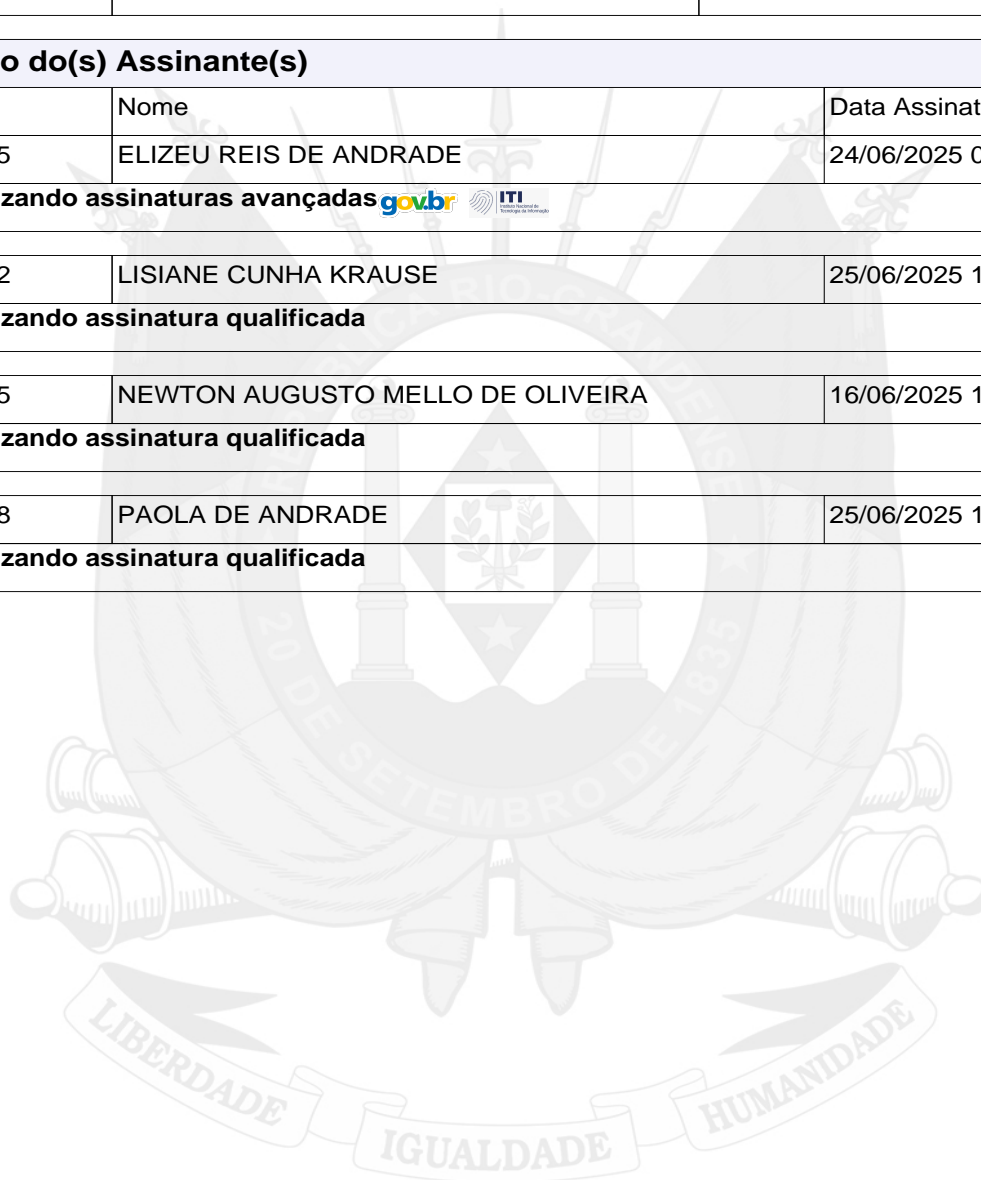 o do(s) Assinante(s)
Nome Data Assinat
5 ELIZEU REIS DE ANDRADE 24/06/2025 0
zando assinaturas avançadas gov.br ITI
2 LISIANE CUNHA KRAUSE 25/06/2025 1
zando assinatura qualificada
5 NEWTON AUGUSTO MELLO DE OLIVEIRA 16/06/2025 1
zando assinatura qualificada
8 PAOLA DE ANDRADE 25/06/2025 1
zando assinatura qualificada
REPÚBLICA RIO-GRANDENSE
20 DE SETEMBRO DE 1835
LIBERDADE
IGUALDADE
HUMANIDADE